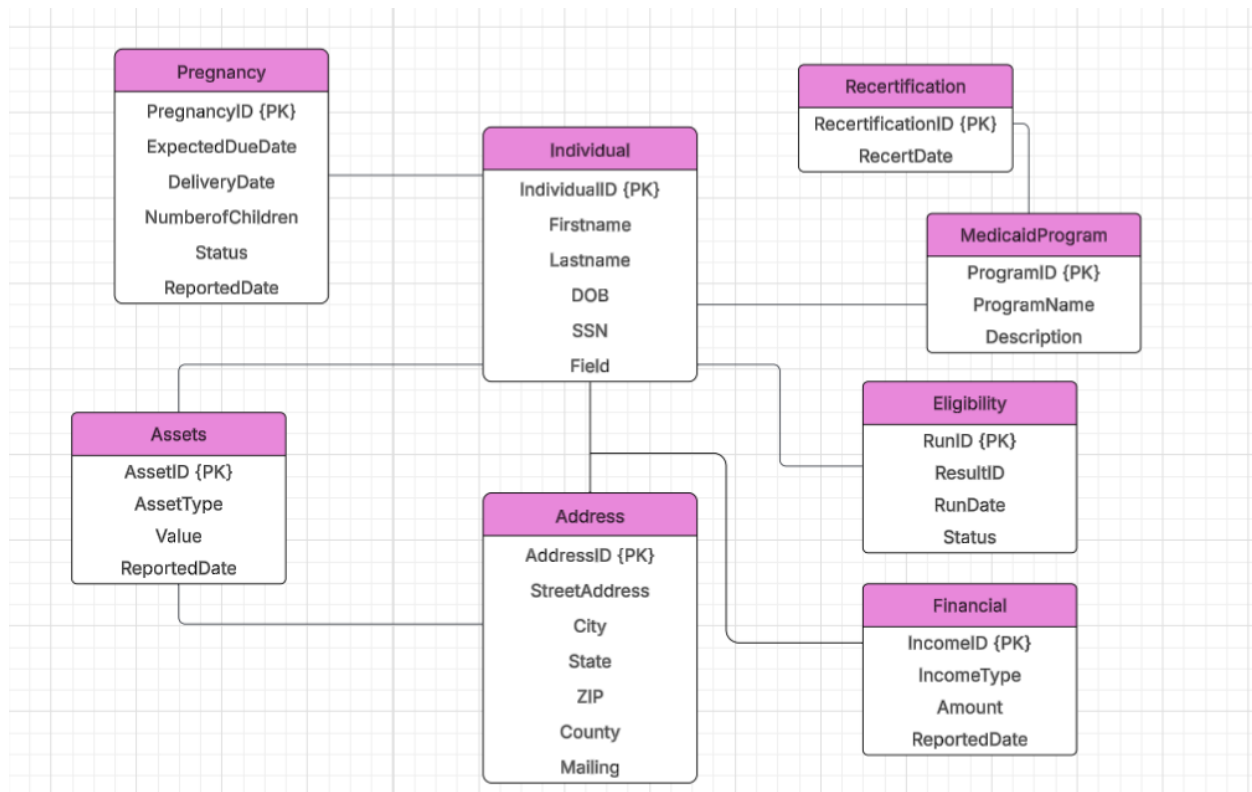 Pregnancy
PregnancyID {PK}
ExpectedDueDate
DeliveryDate
NumberofChildren
Status
ReportedDate
Individual
IndividualID {PK}
Firstname
Lastname
DOB
SSN
Field
Recertification
RecertificationID {PK}
RecertDate
MedicaidProgram
ProgramID {PK}
ProgramName
Description
Assets
AssetID {PK}
AssetType
Value
ReportedDate
Address
AddressID {PK}
StreetAddress
City
State
ZIP
County
Mailing
Eligibility
RunID {PK}
ResultID
RunDate
Status
Financial
IncomeID {PK}
IncomeType
Amount
ReportedDate